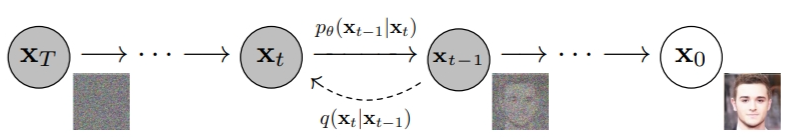 p_θ(𝐱_{t−1}|𝐱_t)
𝐱_T ⟶ ⋯ ⟶ 𝐱_t ⟶ 𝐱_{t−1} ⟶ ⋯ ⟶ 𝐱_0
q(𝐱_t|𝐱_{t−1})